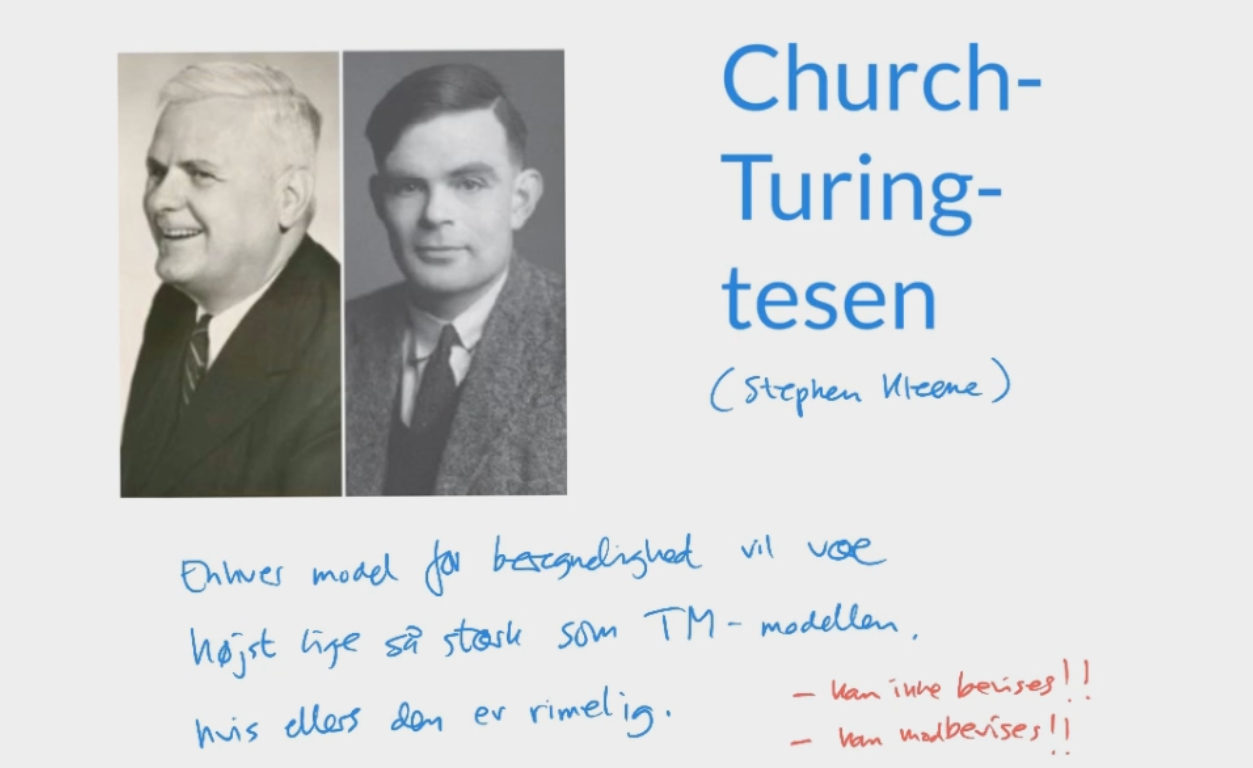 Church-
Turing-
tesen
(Stephen Kleene)
Enhver model for beregnelighed vil være
højst lige så stærk som TM-modellen,
hvis ellers den er rimelig.
- kan ikke bevises!!
- kan modbevises!!